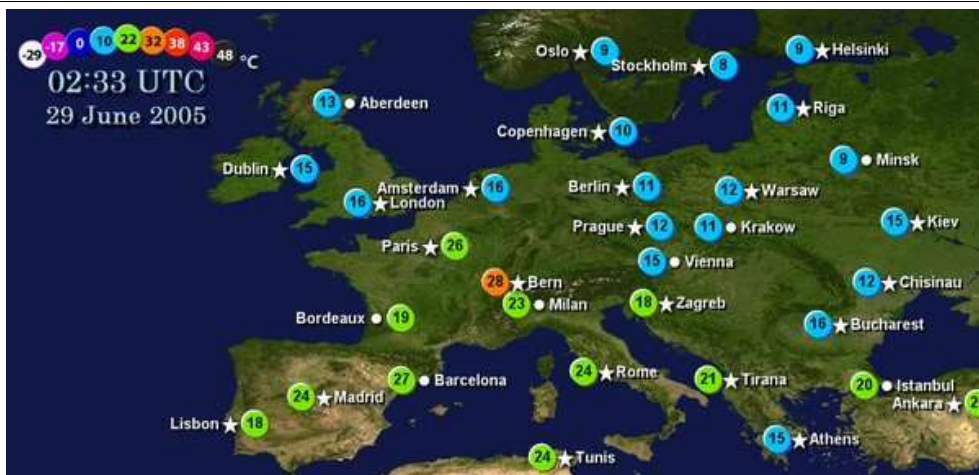 -29 -17 0 10 22 32 38 43 48 °C
02:33 UTC
29 June 2005
Oslo 9
9 Helsinki
Stockholm 8
13 Aberdeen
11 Riga
Copenhagen 10
9 Minsk
Dublin 15
Amsterdam 16
Berlin 11
12 Warsaw
16 London
15 Kiev
Prague 12
11 Krakow
Paris 26
15 Vienna
28 Bern
12 Chisinau
23 Milan
18 Zagreb
Bordeaux 19
16 Bucharest
24 Rome
21 Tirana
27 Barcelona
20 Istanbul
24 Madrid
Ankara
Lisbon 18
15 Athens
24 Tunis